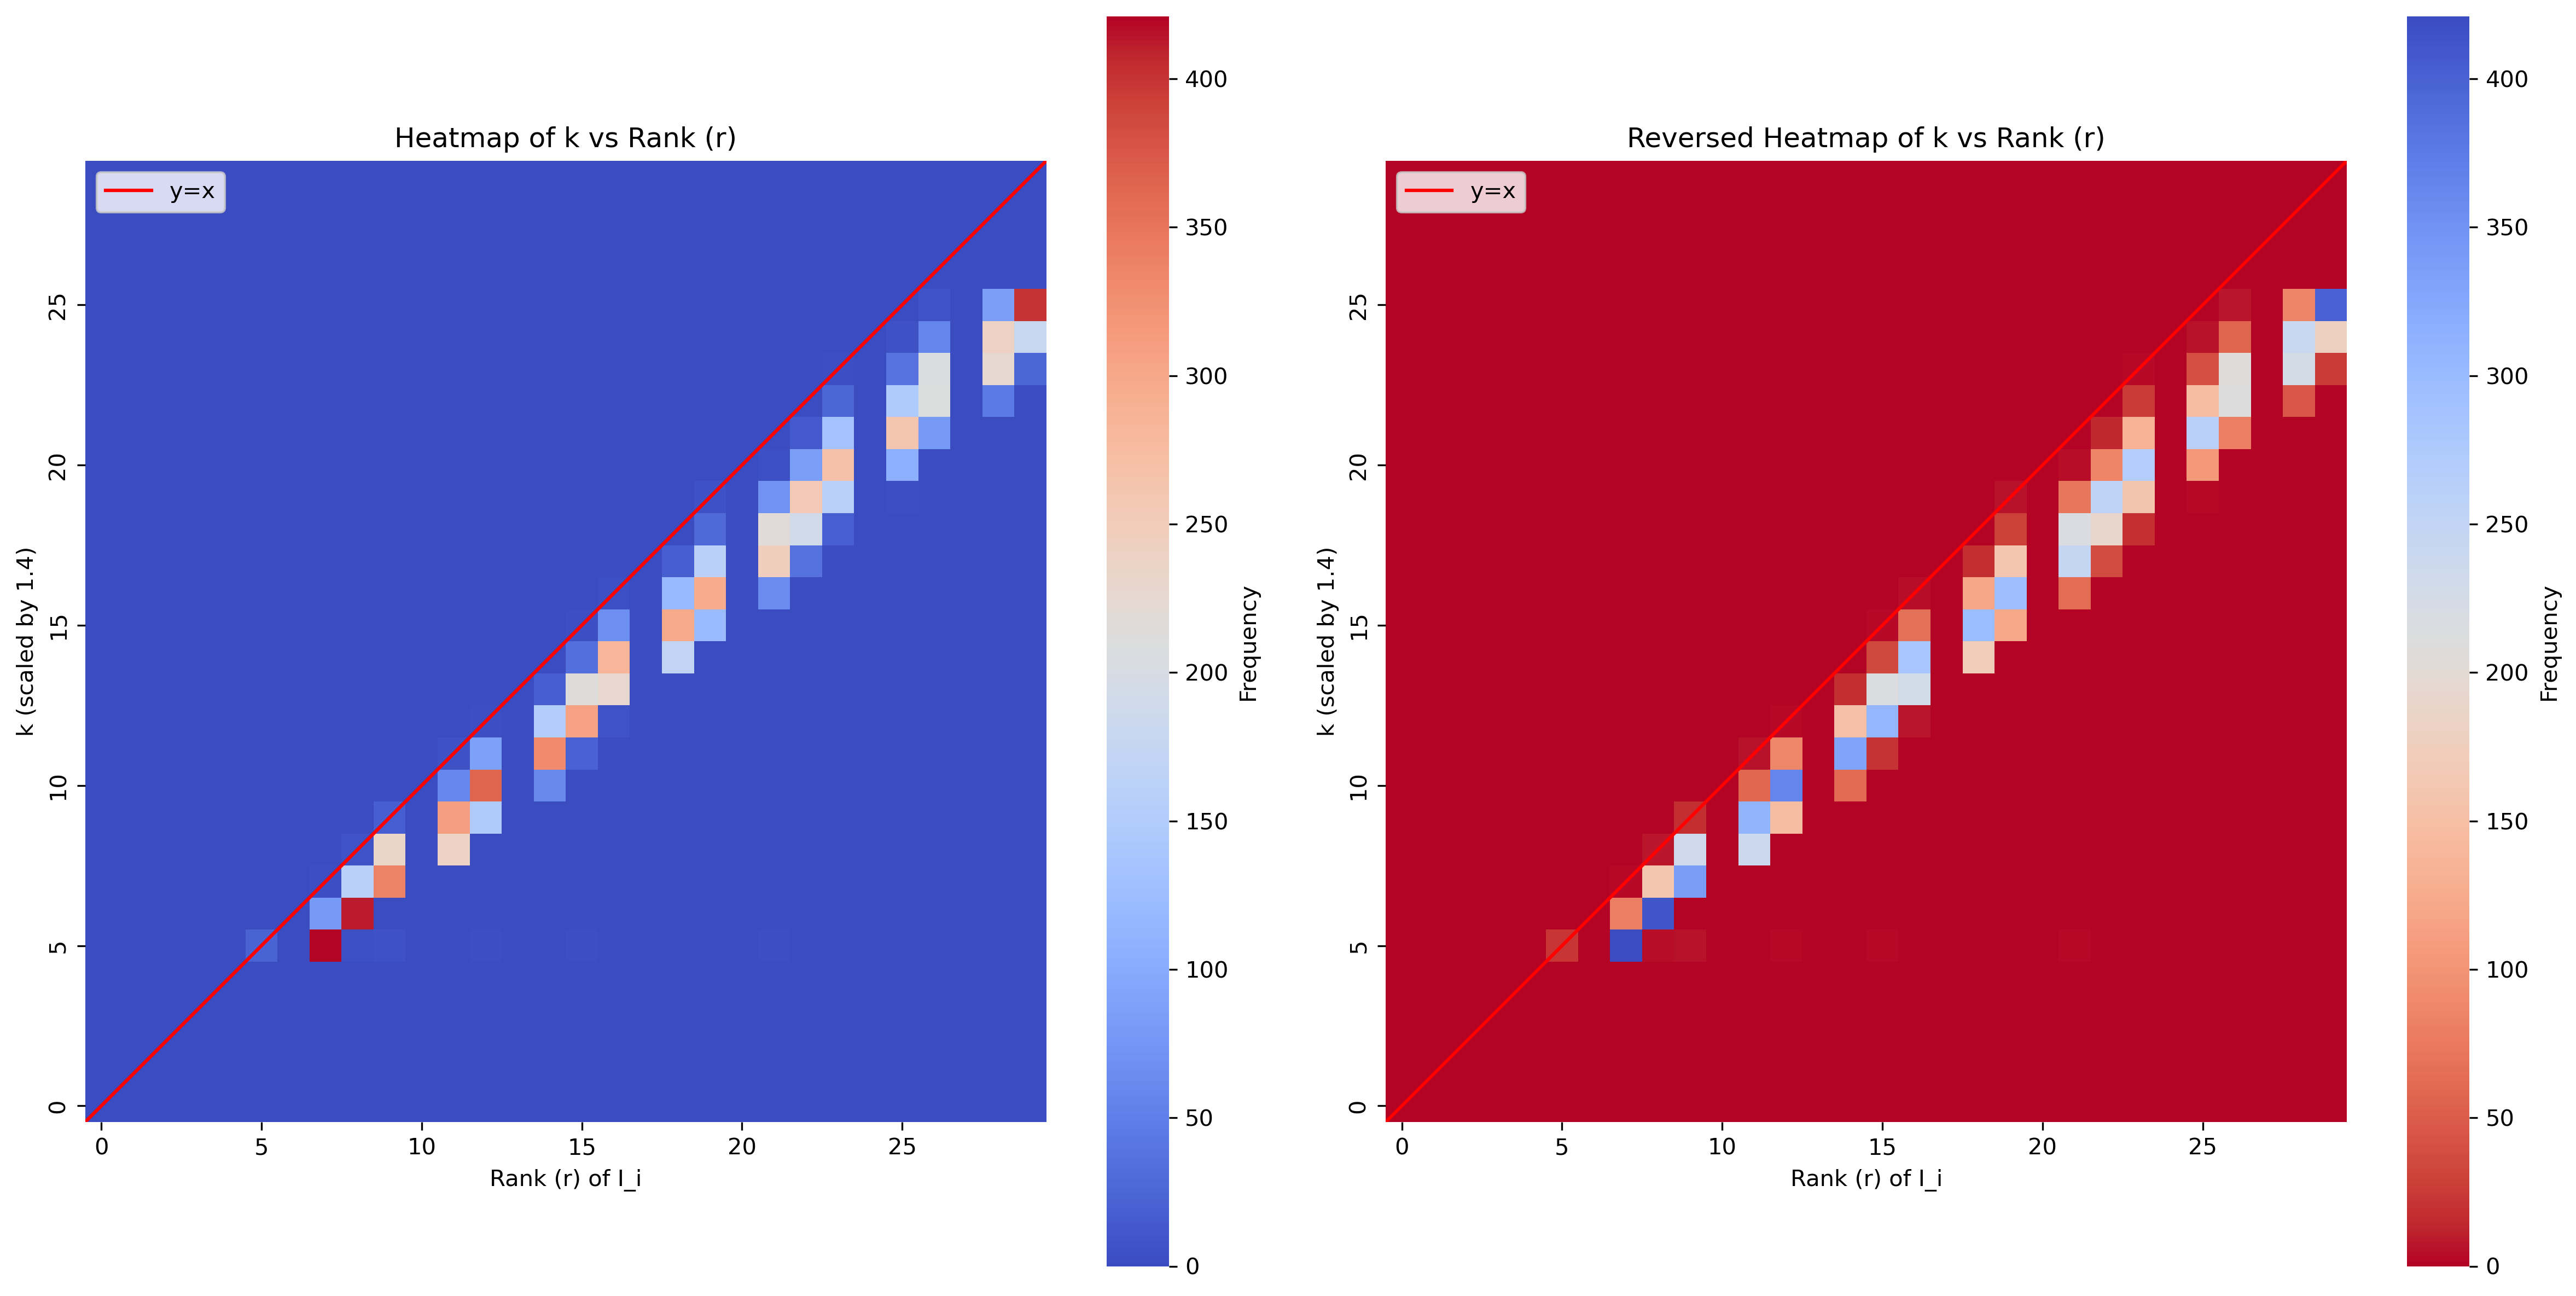 Heatmap of k vs Rank (r)
y=x
k (scaled by 1.4)
25
20
15
10
5
0
0 5 10 15 20 25
Rank (r) of I_i
400
350
300
250
200
150
100
50
0
Frequency
Reversed Heatmap of k vs Rank (r)
y=x
k (scaled by 1.4)
25
20
15
10
5
0
0 5 10 15 20 25
Rank (r) of I_i
400
350
300
250
200
150
100
50
0
Frequency